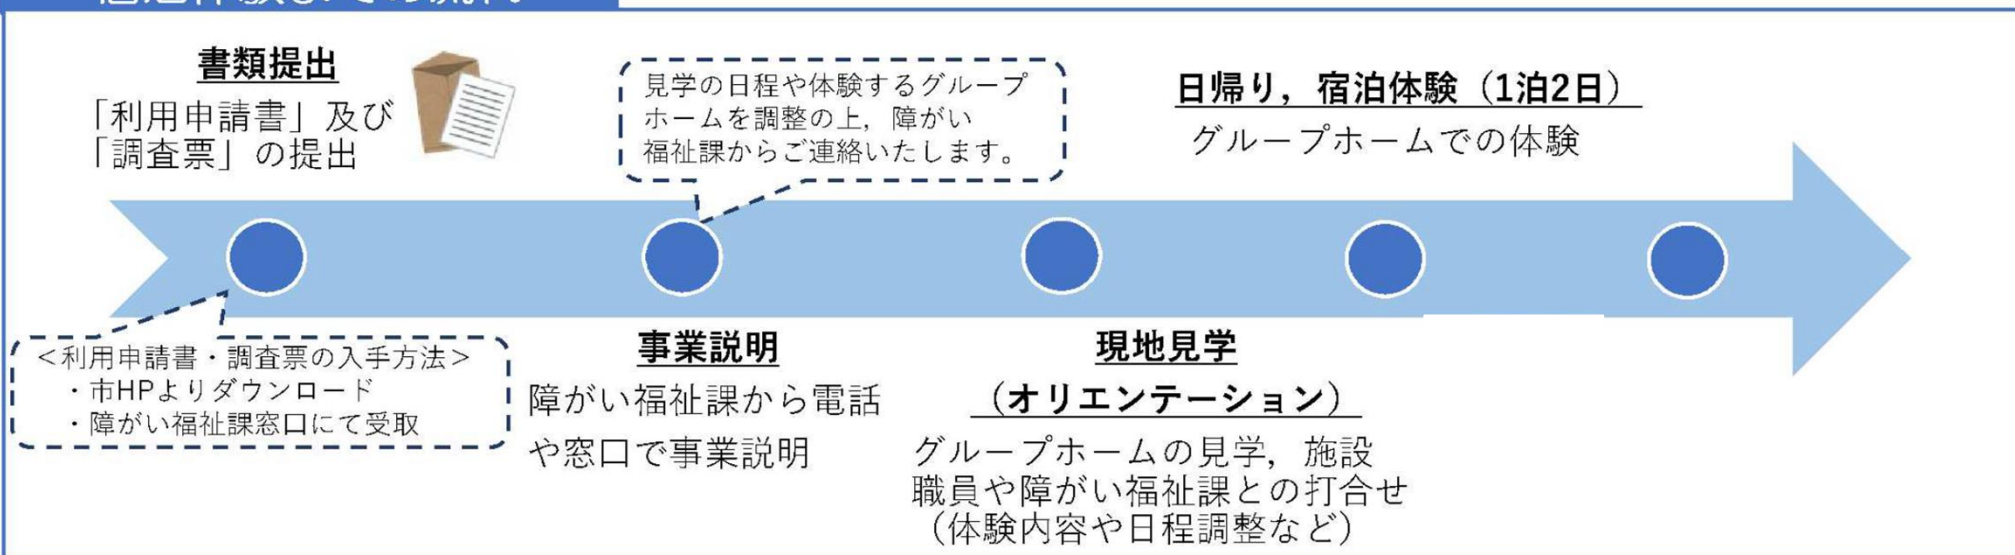 書類提出
「利用申請書」及び
「調査票」の提出
見学の日程や体験するグループ
ホームを調整の上，障がい
福祉課からご連絡いたします。
日帰り，宿泊体験（1泊2日）
グループホームでの体験
＜利用申請書・調査票の入手方法＞
・市HPよりダウンロード
・障がい福祉課窓口にて受取
事業説明
障がい福祉課から電話
や窓口で事業説明
現地見学
（オリエンテーション）
グループホームの見学，施設
職員や障がい福祉課との打合せ
（体験内容や日程調整など）